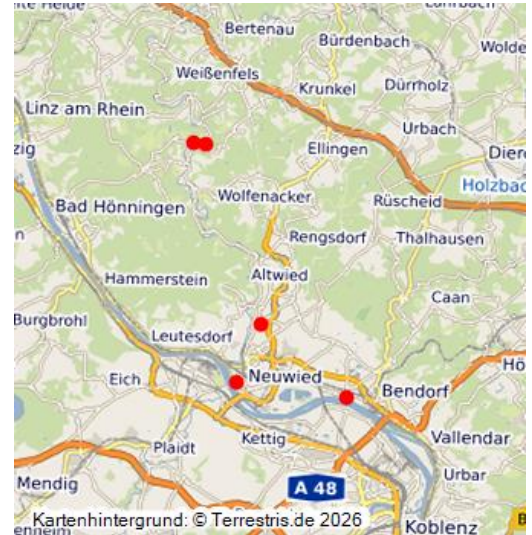 Bertenau
Bürdenbach
Weißenfels
Krunkel
Dürrholz
Linz am Rhein
Urbach
Ellingen
Wolfenacker
Holzbac
Rüscheid
Bad Hönningen
Rengsdorf
Thalhausen
Hammerstein
Altwied
Caan
Burgbrohl
Leutesdorf
Eich
Neuwied
Bendorf
Vallendar
Kettig
Plaidt
Mendig
A 48
Urbar
Kartenhintergrund: © Terrestris.de 2026
Koblenz